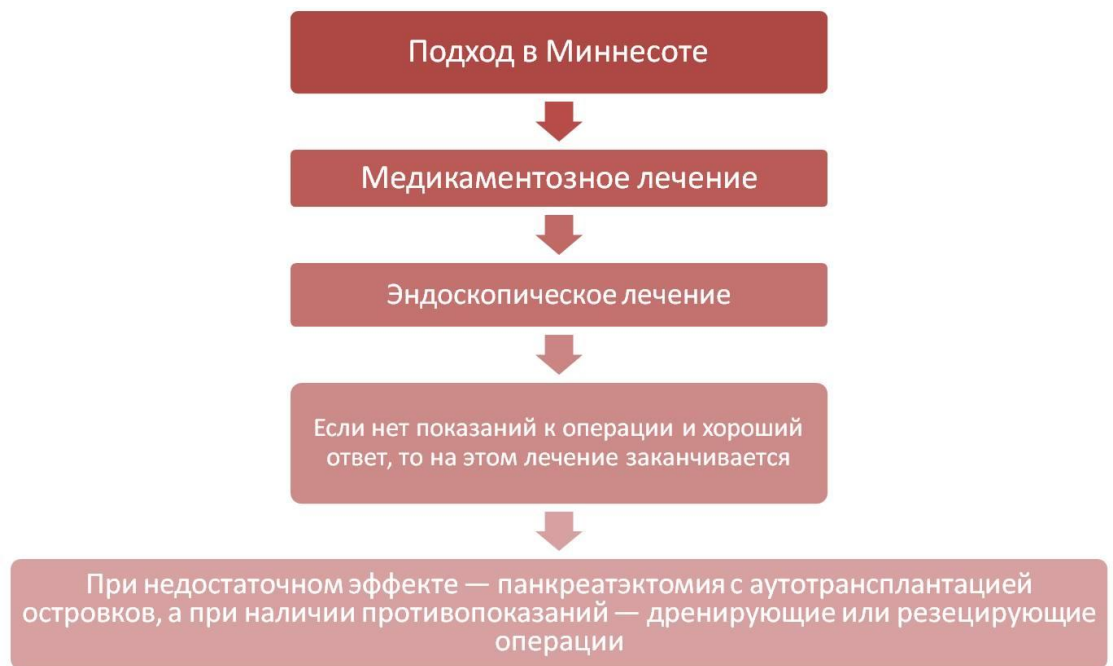 Подход в Миннесоте
Медикаментозное лечение
Эндоскопическое лечение
Если нет показаний к операции и хороший
ответ, то на этом лечение заканчивается
При недостаточном эффекте — панкреатэктомия с аутотрансплантацией
островков, а при наличии противопоказаний — дренирующие или резецирующие
операции